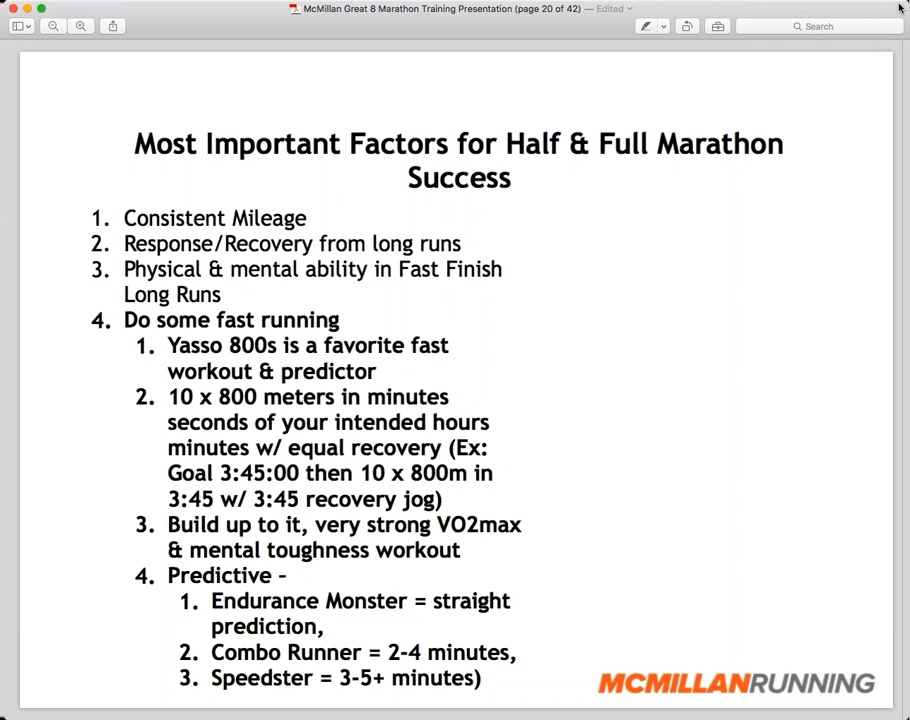 McMillan Great 8 Marathon Training Presentation (page 20 of 42) — Edited
Search
Most Important Factors for Half & Full Marathon
Success
1. Consistent Mileage
2. Response/Recovery from long runs
3. Physical & mental ability in Fast Finish
Long Runs
4. Do some fast running
1. Yasso 800s is a favorite fast
workout & predictor
2. 10 x 800 meters in minutes
seconds of your intended hours
minutes w/ equal recovery (Ex:
Goal 3:45:00 then 10 x 800m in
3:45 w/ 3:45 recovery jog)
3. Build up to it, very strong VO2max
& mental toughness workout
4. Predictive -
1. Endurance Monster = straight
prediction,
2. Combo Runner = 2-4 minutes,
3. Speedster = 3-5+ minutes)
MCMILLANRUNNING